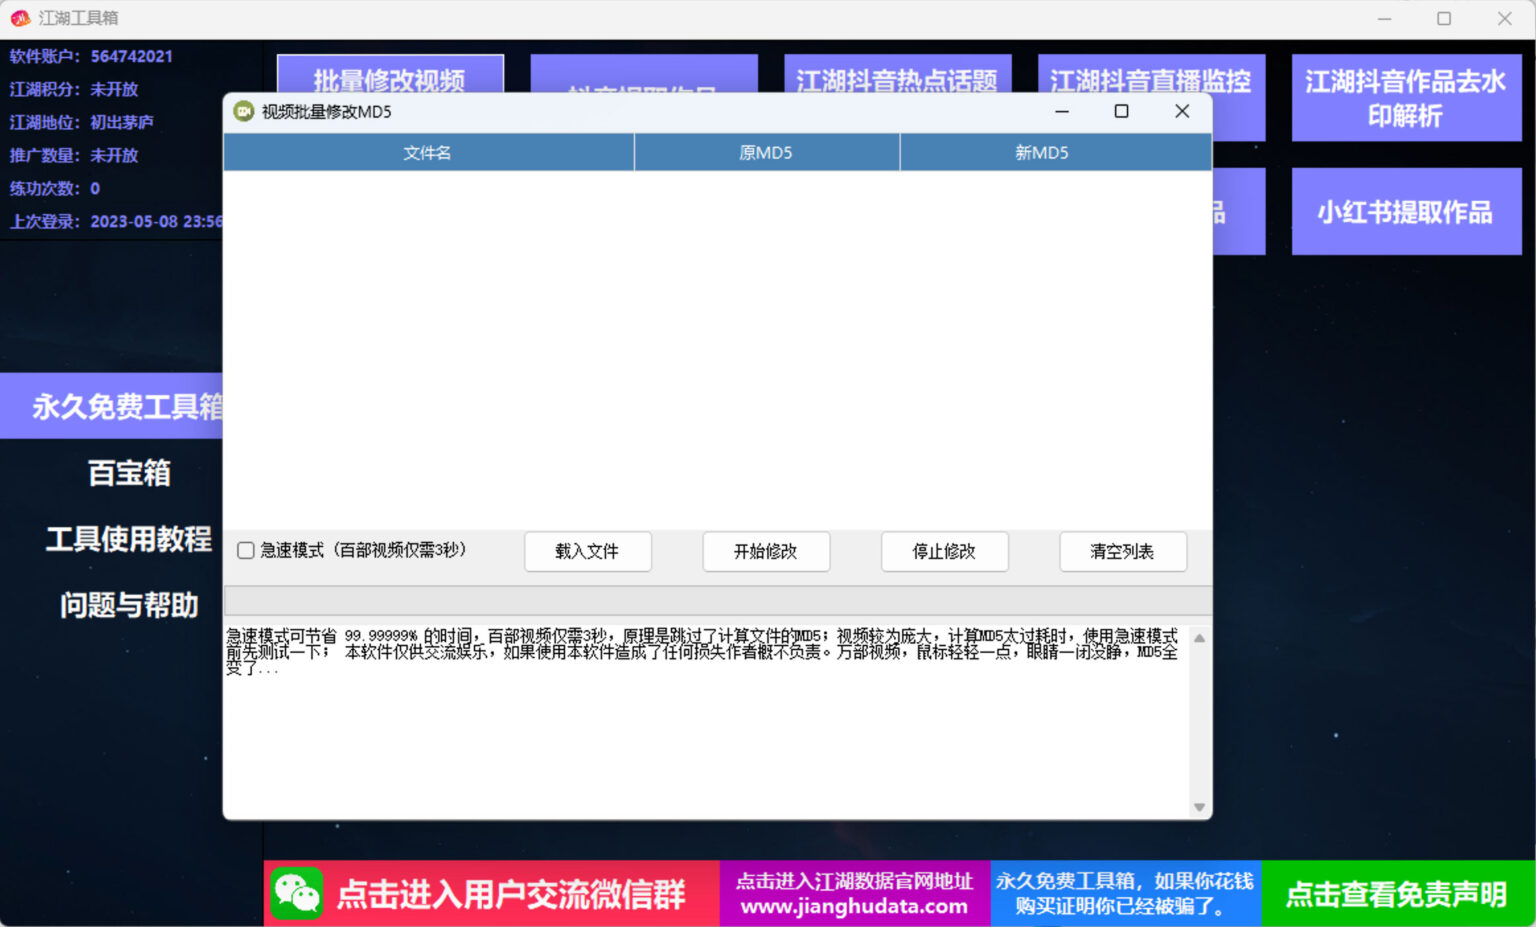 江湖工具箱
软件账户：564742021
江湖积分：未开放
江湖地位：初出茅庐
推广数量：未开放
练功次数：0
上次登录：2023-05-08 23:56
永久免费工具箱
百宝箱
工具使用教程
问题与帮助
批量修改视频
江湖抖音热点话题
江湖抖音直播监控
江湖抖音作品去水
印解析
品
小红书提取作品
视频批量修改MD5
文件名
原MD5
新MD5
急速模式（百部视频仅需3秒）
载入文件
开始修改
停止修改
清空列表
急速模式可节省 99.99999% 的时间，百部视频仅需3秒，原理是跳过了计算文件的MD5；视频较为庞大，计算MD5太过耗时，使用急速模式
前先测试一下； 本软件仅供交流娱乐，如果使用本软件造成了任何损失作者概不负责。万部视频，鼠标轻轻一点，眼睛一闭没睁，MD5全
变了...
点击进入用户交流微信群
点击进入江湖数据官网地址
www.jianghudata.com
永久免费工具箱，如果你花钱
购买证明你已经被骗了。
点击查看免责声明